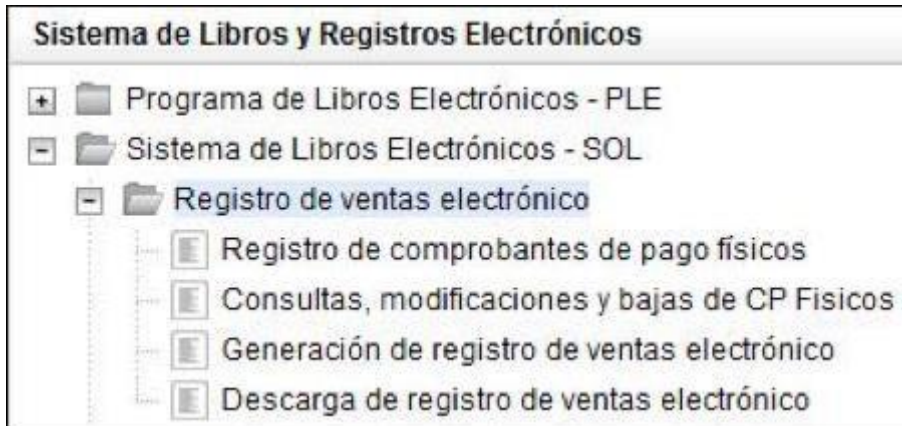 Sistema de Libros y Registros Electrónicos
Programa de Libros Electrónicos - PLE
Sistema de Libros Electrónicos - SOL
Registro de ventas electrónico
Registro de comprobantes de pago físicos
Consultas, modificaciones y bajas de CP Fisicos
Generación de registro de ventas electrónico
Descarga de registro de ventas electrónico